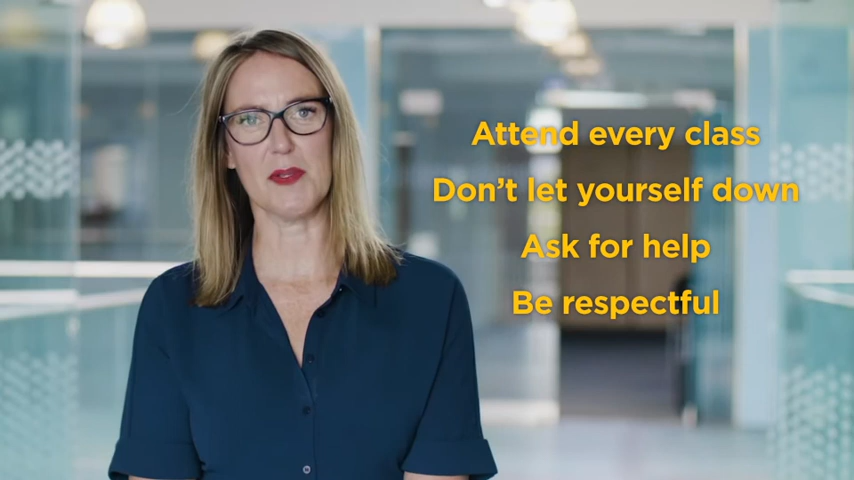 Attend every class
Don't let yourself down
Ask for help
Be respectful